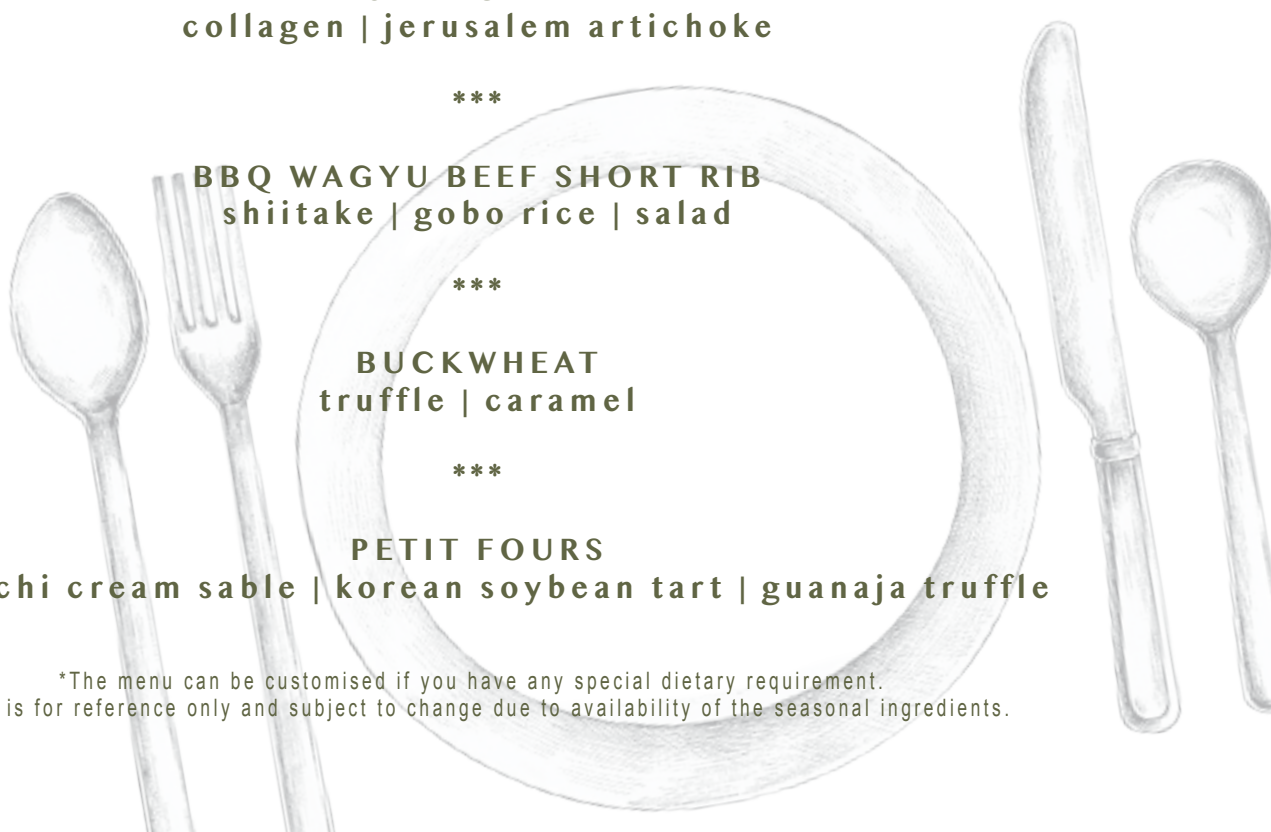 collagen | jerusalem artichoke
***
BBQ WAGYU BEEF SHORT RIB
shiitake | gobo rice | salad
***
BUCKWHEAT
truffle | caramel
***
PETIT FOURS
chi cream sable | korean soybean tart | guanaja truffle
*The menu can be customised if you have any special dietary requirement.
is for reference only and subject to change due to availability of the seasonal ingredients.